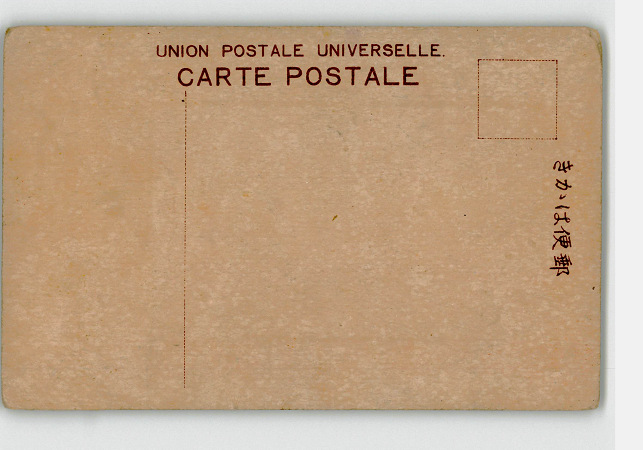 UNION POSTALE UNIVERSELLE.
CARTE POSTALE
郵便はかき